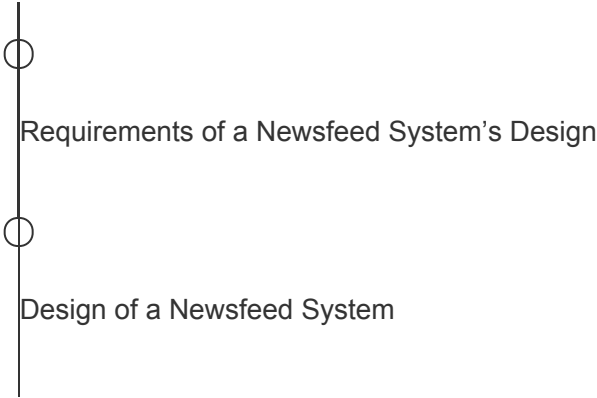 Requirements of a Newsfeed System’s Design
Design of a Newsfeed System